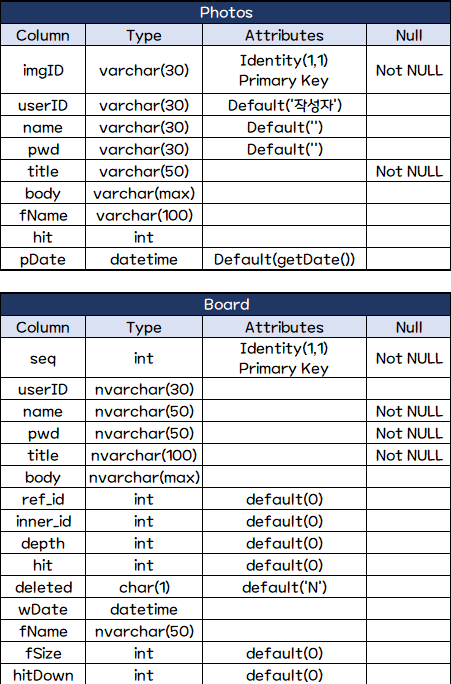 Photos
Column Type Attributes Null
imgID varchar(30) Identity(1,1) Primary Key Not NULL
userID varchar(30) Default('작성자')
name varchar(30) Default('')
pwd varchar(30) Default('')
title varchar(50) Not NULL
body varchar(max)
fName varchar(100)
hit int
pDate datetime Default(getDate())
Board
Column Type Attributes Null
seq int Identity(1,1) Primary Key Not NULL
userID nvarchar(30)
name nvarchar(50) Not NULL
pwd nvarchar(50) Not NULL
title nvarchar(100) Not NULL
body nvarchar(max)
ref_id int default(0)
inner_id int default(0)
depth int default(0)
hit int default(0)
deleted char(1) default('N')
wDate datetime
fName nvarchar(50)
fSize int default(0)
hitDown int default(0)